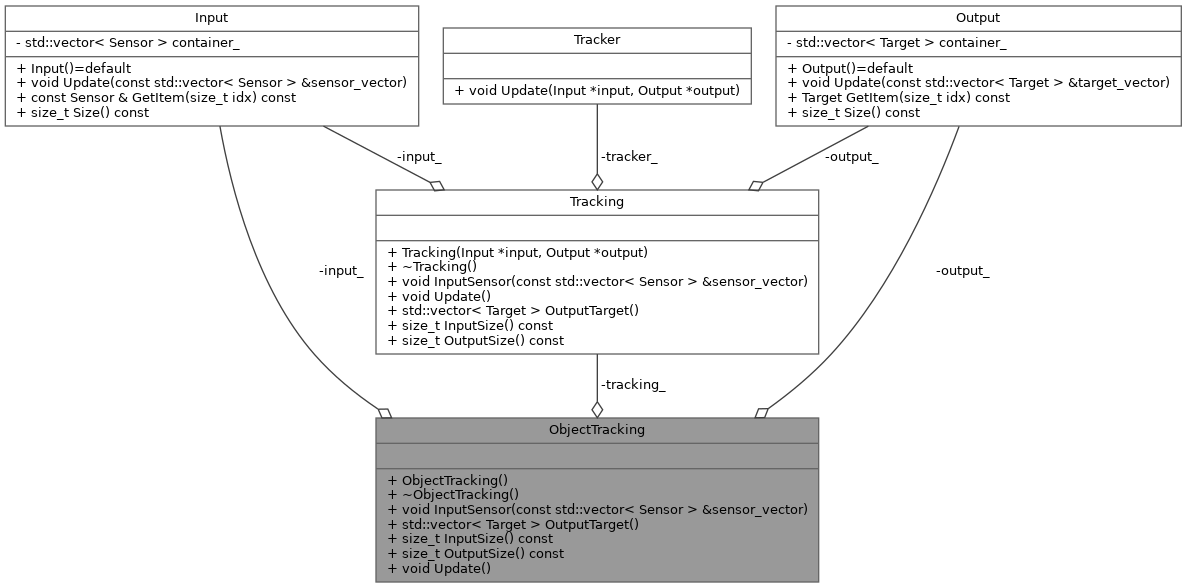 Input
- std::vector< Sensor > container_
+ Input()=default
+ void Update(const std::vector< Sensor > &sensor_vector)
+ const Sensor & GetItem(size_t idx) const
+ size_t Size() const
Tracker
+ void Update(Input *input, Output *output)
Output
- std::vector< Target > container_
+ Output()=default
+ void Update(const std::vector< Target > &target_vector)
+ Target GetItem(size_t idx) const
+ size_t Size() const
-input_
-tracker_
-output_
Tracking
+ Tracking(Input *input, Output *output)
+ ~Tracking()
+ void InputSensor(const std::vector< Sensor > &sensor_vector)
+ void Update()
+ std::vector< Target > OutputTarget()
+ size_t InputSize() const
+ size_t OutputSize() const
-input_
-output_
-tracking_
ObjectTracking
+ ObjectTracking()
+ ~ObjectTracking()
+ void InputSensor(const std::vector< Sensor > &sensor_vector)
+ std::vector< Target > OutputTarget()
+ size_t InputSize() const
+ size_t OutputSize() const
+ void Update()